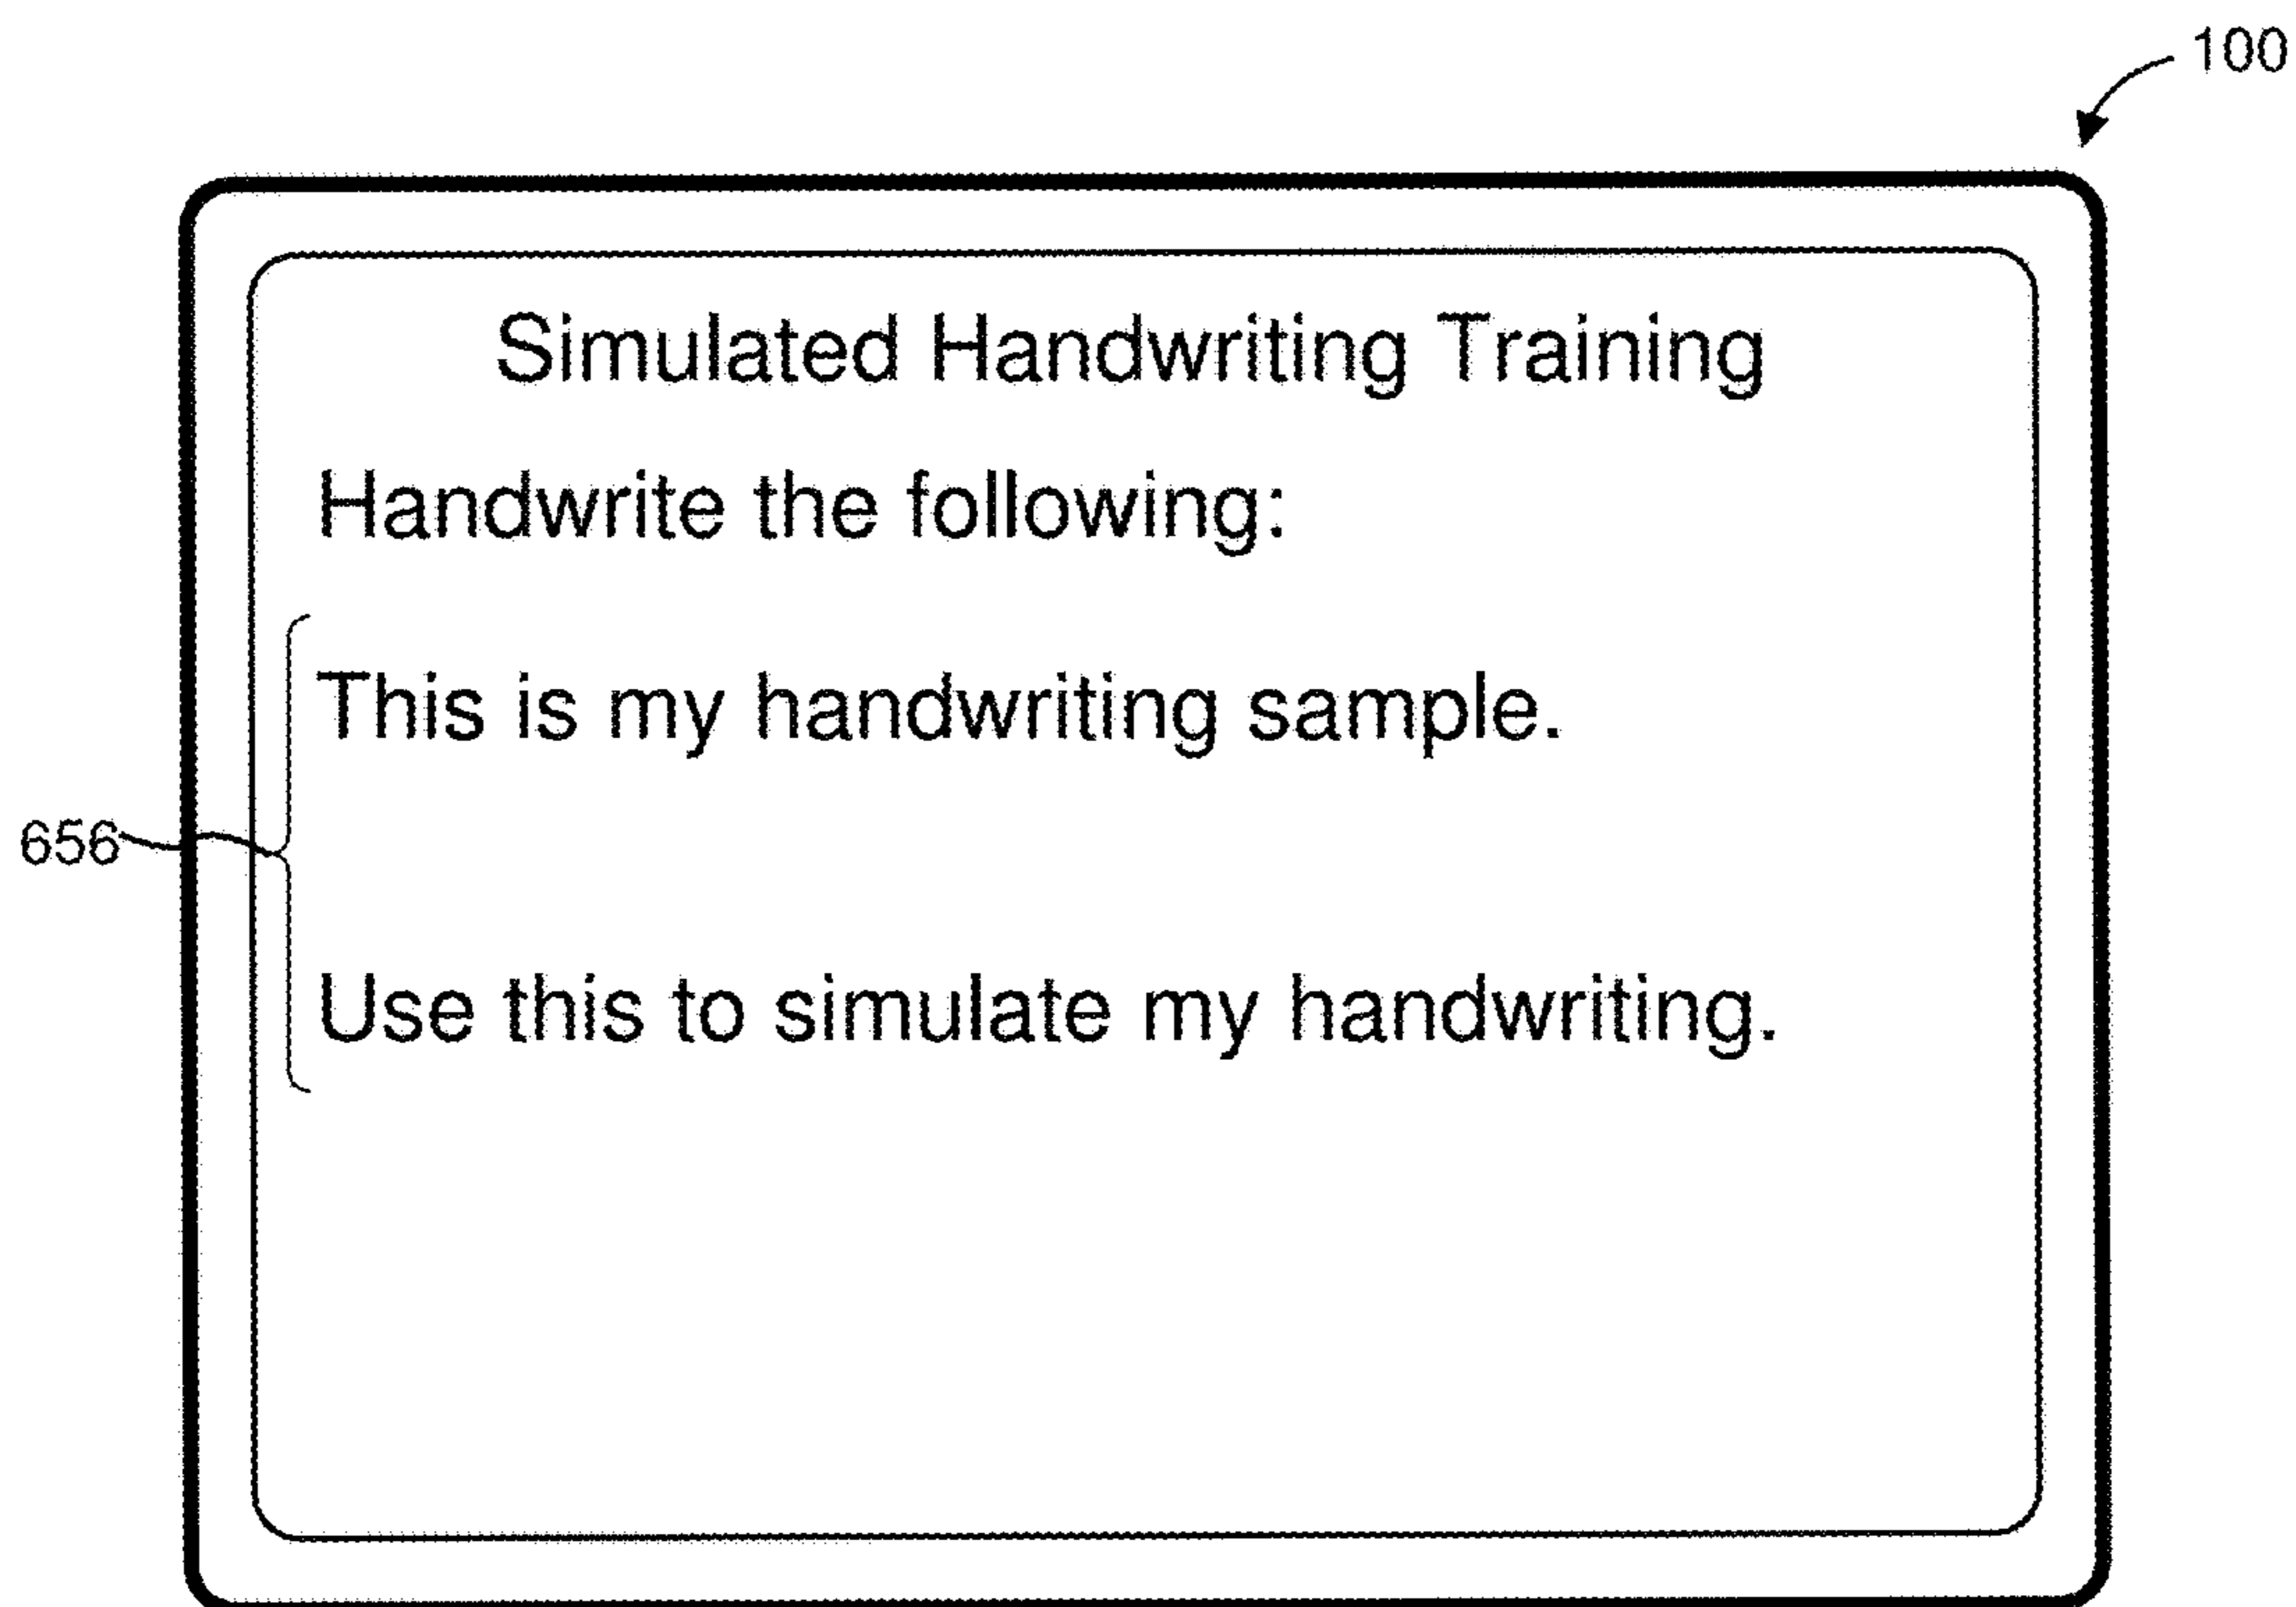 100
Simulated Handwriting Training
Handwrite the following:
This is my handwriting sample.
656
Use this to simulate my handwriting.